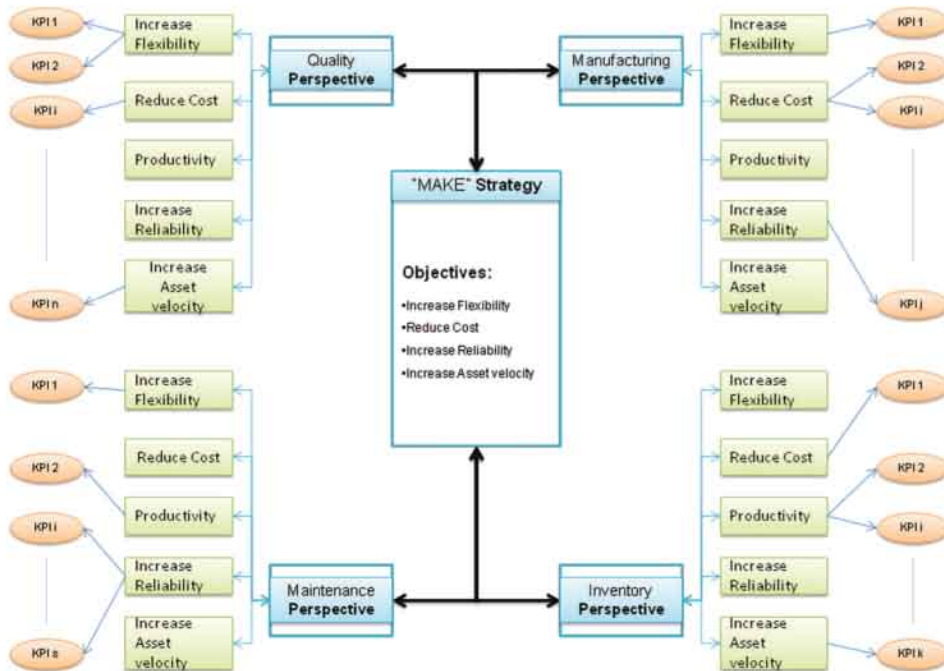 KPI 1
KPI 2
KPI i
KPI n
Increase
Flexibility
Reduce Cost
Productivity
Increase
Reliability
Increase
Asset
velocity
Quality
Perspective
Manufacturing
Perspective
Increase
Flexibility
Reduce Cost
Productivity
Increase
Reliability
Increase
Asset
velocity
KPI 1
KPI 2
KPI i
KPI j
"MAKE" Strategy
Objectives:
•Increase Flexibility
•Reduce Cost
•Increase Reliability
•Increase Asset velocity
KPI 1
KPI 2
KPI i
KPI s
Increase
Flexibility
Reduce Cost
Productivity
Increase
Reliability
Increase
Asset
velocity
Maintenance
Perspective
Inventory
Perspective
Increase
Flexibility
Reduce Cost
Productivity
Increase
Reliability
Increase
Asset
velocity
KPI 1
KPI 2
KPI i
KPI k